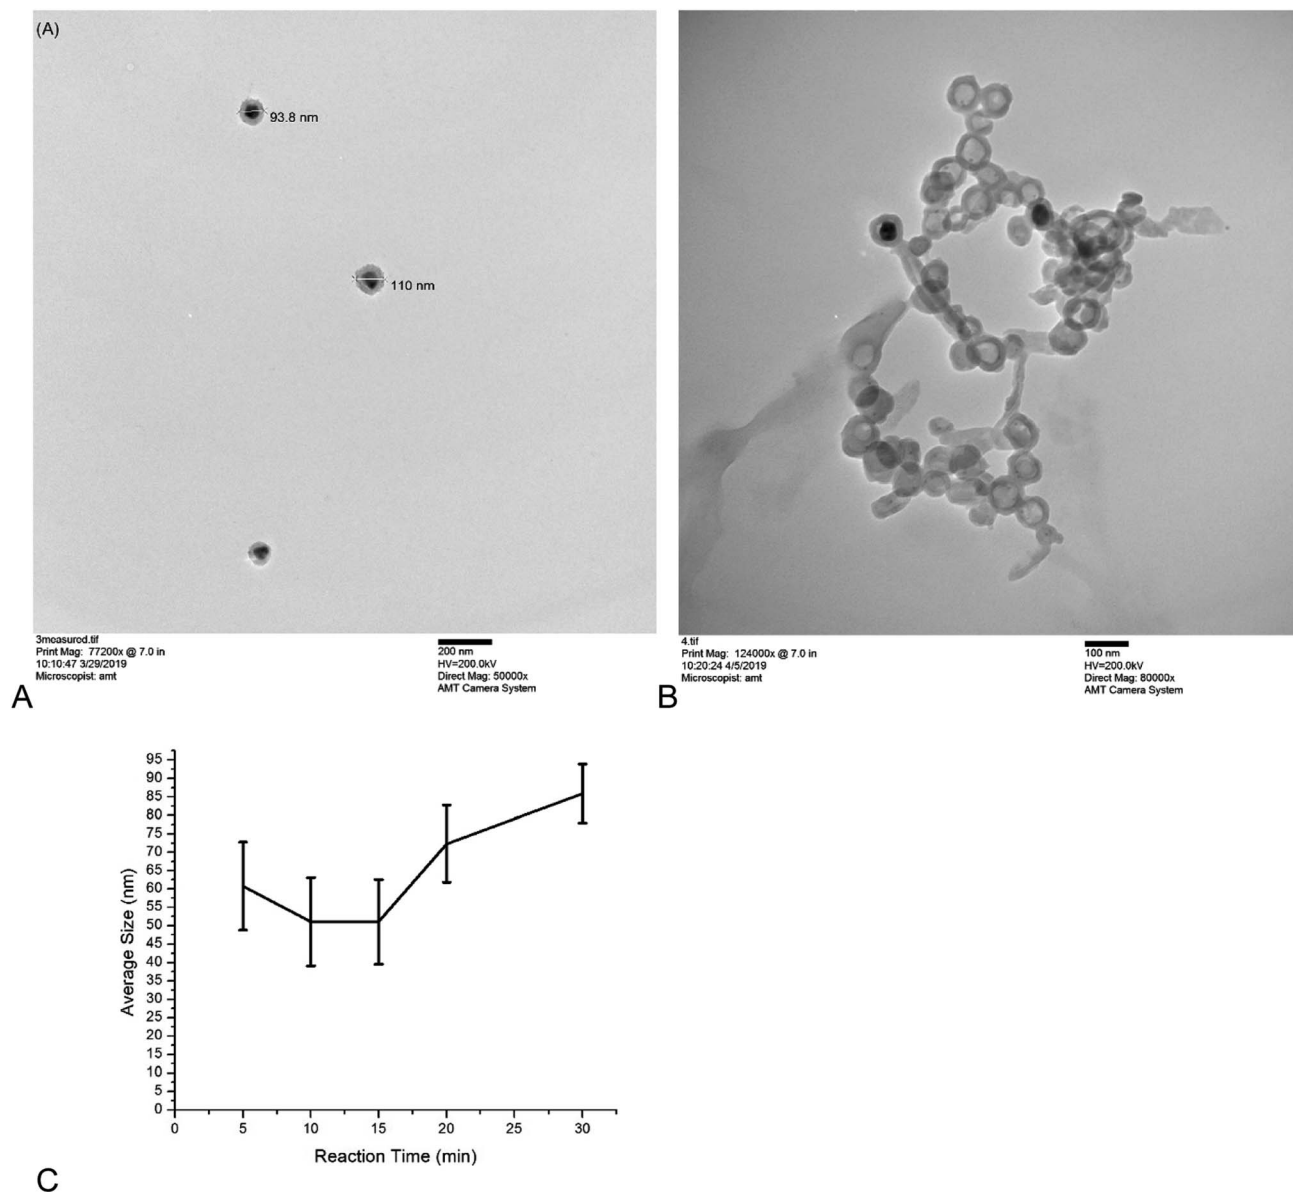 (A)
93.8 nm
110 nm
3measured.tif
Print Mag: 77200x @ 7.0 in
10:10:47 3/29/2019
Microscopist: amt
200 nm
HV=200.0kV
Direct Mag: 50000x
AMT Camera System
A
4.tif
Print Mag: 124000x @ 7.0 in
10:20:24 4/5/2019
Microscopist: amt
100 nm
HV=200.0kV
Direct Mag: 80000x
AMT Camera System
B
95
90
85
80
75
70
65
60
55
50
45
40
35
30
25
20
15
10
5
0
Average Size (nm)
0 5 10 15 20 25 30
Reaction Time (min)
C